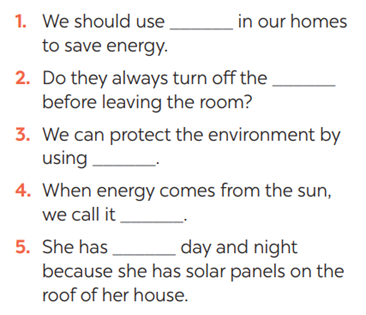 1. We should use _______ in our homes
to save energy.
2. Do they always turn off the _______
before leaving the room?
3. We can protect the environment by
using _______.
4. When energy comes from the sun,
we call it _______.
5. She has _______ day and night
because she has solar panels on the
roof of her house.